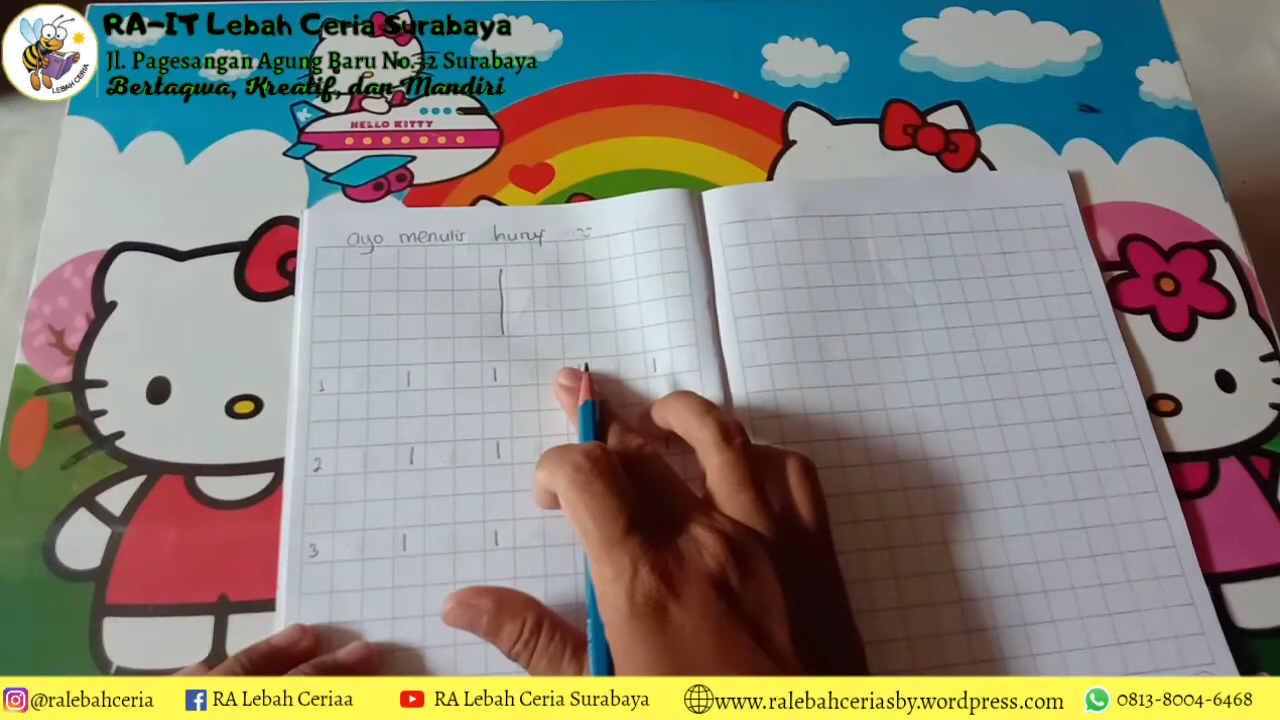 RA-IT Lebah Ceria Surabaya
Jl. Pagesangan Agung Baru No.32 Surabaya
Bertaqwa, Kreatif, dan Mandiri
LEBAH CERIA
HELLO KITTY
ayo menulis huruf
1 | | |
2 | |
3 | |
@ralebahceria RA Lebah Ceriaa RA Lebah Ceria Surabaya www.ralebahceriasby.wordpress.com 0813-8004-6468